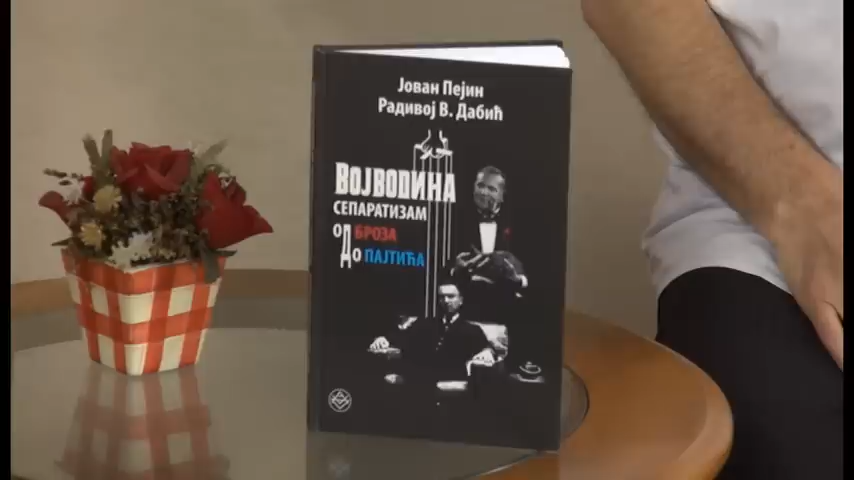 Јован Пејин
Радивој В. Дабић
ВОЈВОДИНА
СЕПАРАТИЗАМ
ОД БРОЗА
ДО ПАЈТИЋА